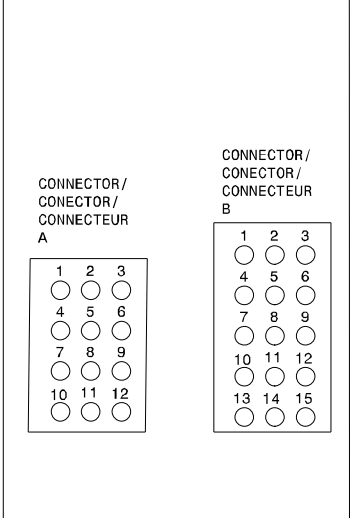 CONNECTOR/
CONECTOR/
CONNECTEUR
A
1 2 3
4 5 6
7 8 9
10 11 12
CONNECTOR/
CONECTOR/
CONNECTEUR
B
1 2 3
4 5 6
7 8 9
10 11 12
13 14 15